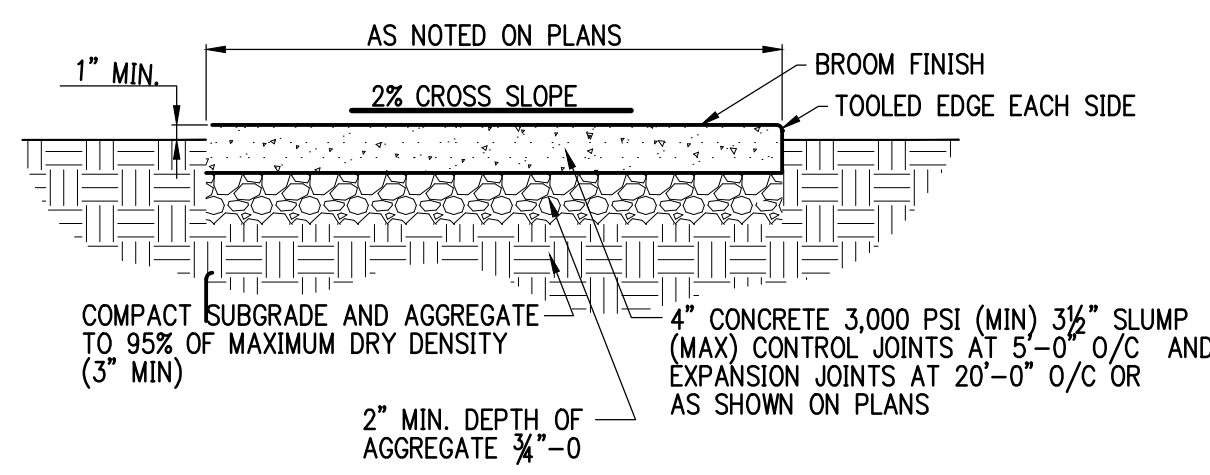 AS NOTED ON PLANS
1" MIN.
2% CROSS SLOPE
BROOM FINISH
TOOLED EDGE EACH SIDE
COMPACT SUBGRADE AND AGGREGATE
TO 95% OF MAXIMUM DRY DENSITY
(3" MIN)
4" CONCRETE 3,000 PSI (MIN) 3½" SLUMP
(MAX) CONTROL JOINTS AT 5'-0" O/C AND
EXPANSION JOINTS AT 20'-0" O/C OR
AS SHOWN ON PLANS
2" MIN. DEPTH OF
AGGREGATE ¾"-0